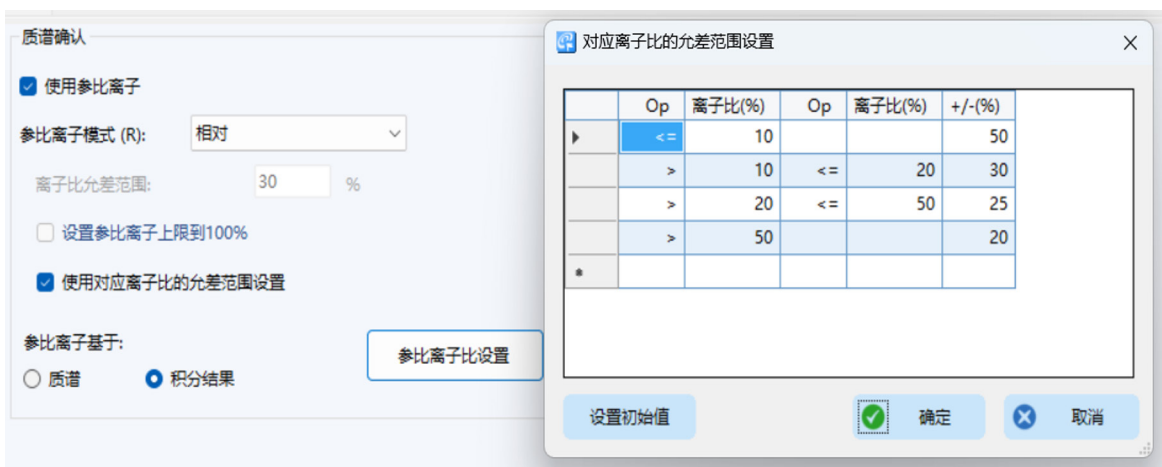 质谱确认
使用参比离子
参比离子模式 (R): 相对
离子比允差范围: 30 %
设置参比离子上限到100%
使用对应离子比的允差范围设置
参比离子基于:
质谱 积分结果
参比离子比设置
对应离子比的允差范围设置
Op 离子比(%) Op 离子比(%) +/-(%)
<= 10 50
> 10 <= 20 30
> 20 <= 50 25
> 50 20
设置初始值 确定 取消